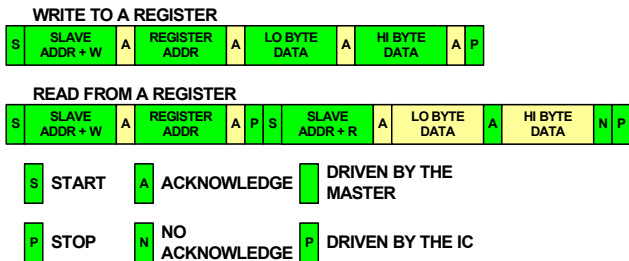 WRITE TO A REGISTER
S SLAVE ADDR + W A REGISTER ADDR A LO BYTE DATA A HI BYTE DATA A P
READ FROM A REGISTER
S SLAVE ADDR + W A REGISTER ADDR A P S SLAVE ADDR + R A LO BYTE DATA A HI BYTE DATA N P
S START A ACKNOWLEDGE DRIVEN BY THE MASTER
P STOP N NO ACKNOWLEDGE P DRIVEN BY THE IC